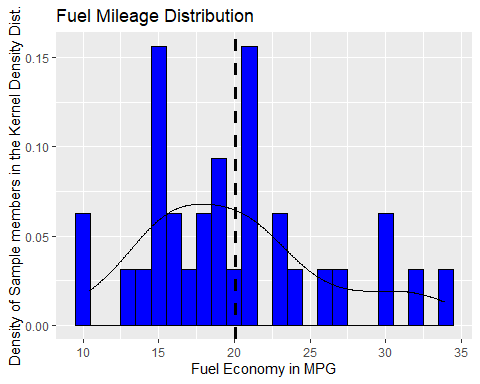 Fuel Mileage Distribution
Density of Sample members in the Kernel Density Dist.
0.15
0.10
0.05
0.00
10 15 20 25 30 35
Fuel Economy in MPG